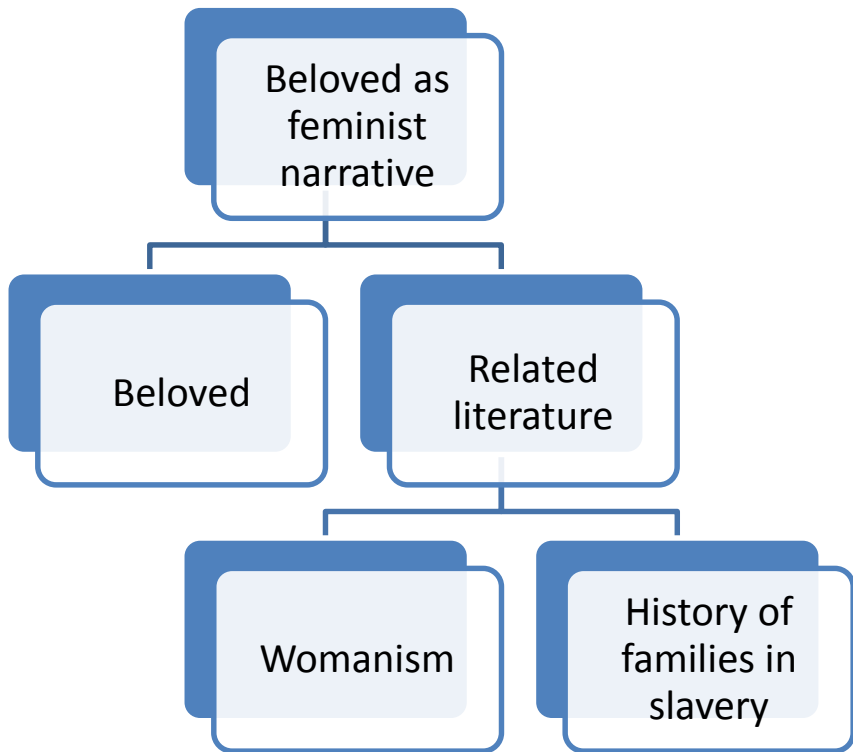 Beloved as
feminist
narrative
Beloved
Related
literature
Womanism
History of
families in
slavery